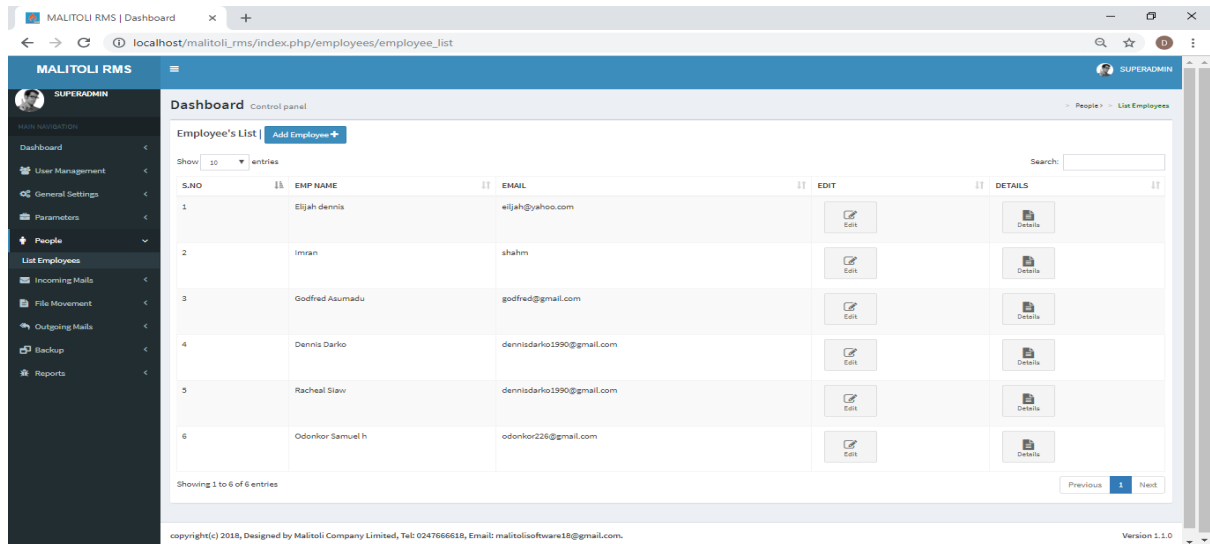 MALITOLI RMS | Dashboard
localhost/malitoli_rms/index.php/employees/employee_list
D
MALITOLI RMS
SUPERADMIN
SUPERADMIN
MAIN NAVIGATION
Dashboard
User Management
General Settings
Parameters
People
List Employees
Incoming Mails
File Movement
Outgoing Mails
Backup
Reports
Dashboard Control panel
People > List Employees
Employee's List | Add Employee
Show 10 entries
Search:
S.NO EMP NAME EMAIL EDIT DETAILS
1 Elijah dennis eiljah@yahoo.com Edit Details
2 Imran shahm Edit Details
3 Godfred Asumadu godfred@gmail.com Edit Details
4 Dennis Darko dennisdarko1990@gmail.com Edit Details
5 Racheal Siaw dennisdarko1990@gmail.com Edit Details
6 Odonkor Samuel h odonkor226@gmail.com Edit Details
Showing 1 to 6 of 6 entries
Previous 1 Next
copyright(c) 2018, Designed by Malitoli Company Limited, Tel: 0247666618, Email: malitolisoftware18@gmail.com.
Version 1.1.0